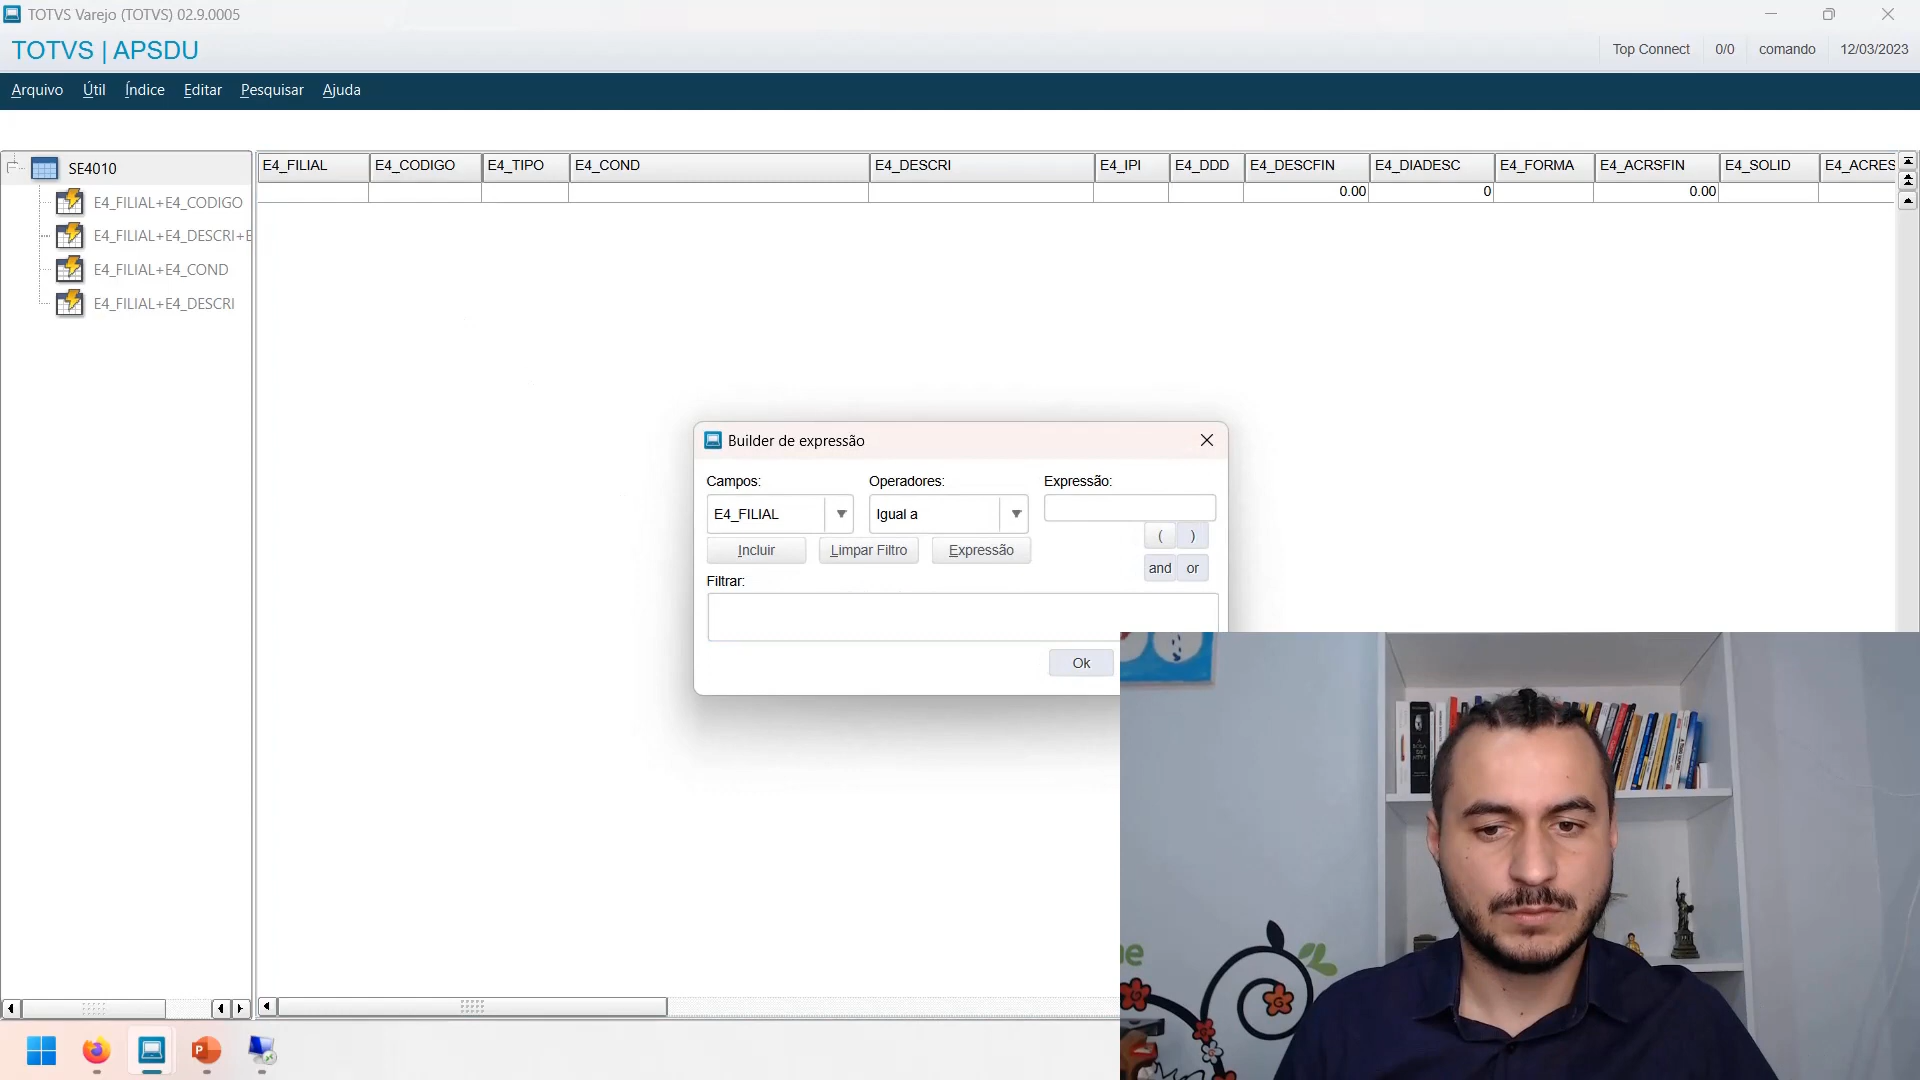 TOTVS Varejo (TOTVS) 02.9.0005
TOTVS | APSDU
Top Connect 0/0 comando 12/03/2023
Arquivo Útil Índice Editar Pesquisar Ajuda
SE4010
E4_FILIAL+E4_CODIGO
E4_FILIAL+E4_DESCRI+E
E4_FILIAL+E4_COND
E4_FILIAL+E4_DESCRI
E4_FILIAL E4_CODIGO E4_TIPO E4_COND E4_DESCRI E4_IPI E4_DDD E4_DESCFIN E4_DIADESC E4_FORMA E4_ACRSFIN E4_SOLID E4_ACRES
0.00 0 0.00
Builder de expressão
Campos: Operadores: Expressão:
E4_FILIAL Igual a
( )
Incluir Limpar Filtro Expressão
and or
Filtrar:
Ok